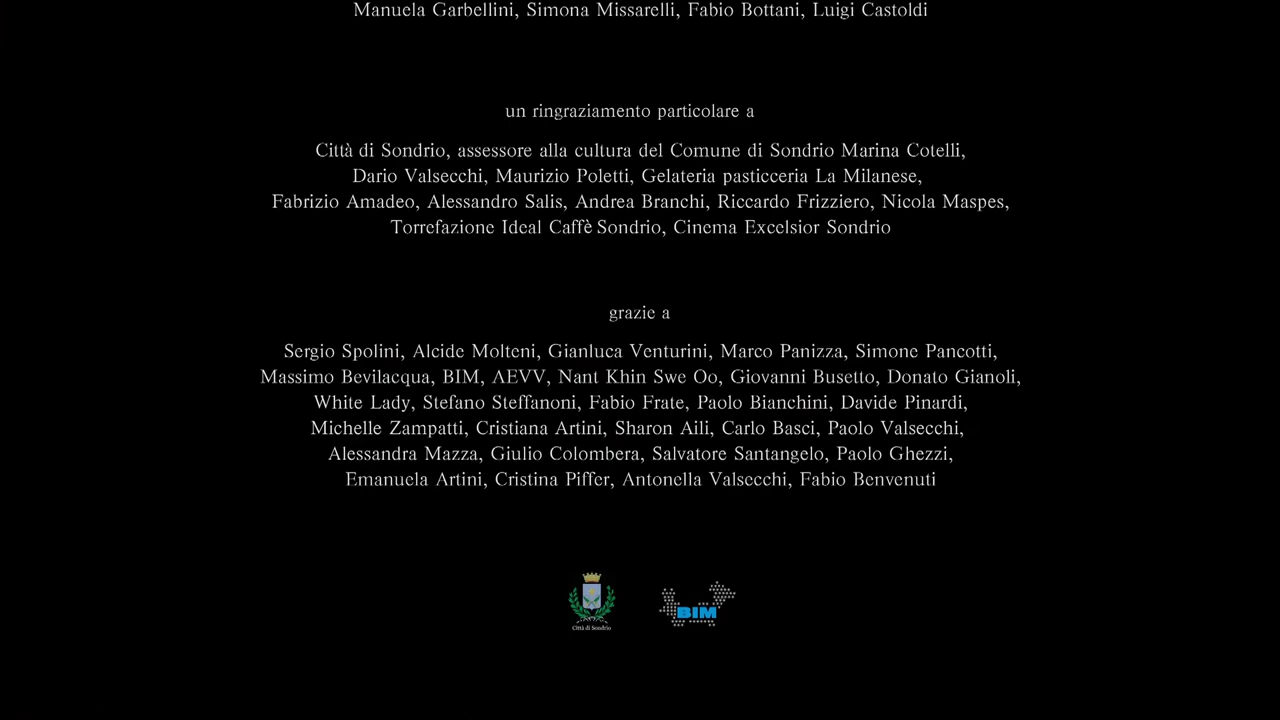 Manuela Garbellini, Simona Missarelli, Fabio Bottani, Luigi Castoldi
un ringraziamento particolare a
Città di Sondrio, assessore alla cultura del Comune di Sondrio Marina Cotelli,
Dario Valsecchi, Maurizio Poletti, Gelateria pasticceria La Milanese,
Fabrizio Amadeo, Alessandro Salis, Andrea Branchi, Riccardo Frizziero, Nicola Maspes,
Torrefazione Ideal Caffè Sondrio, Cinema Excelsior Sondrio
grazie a
Sergio Spolini, Alcide Molteni, Gianluca Venturini, Marco Panizza, Simone Pancotti,
Massimo Bevilacqua, BIM, AEVV, Nant Khin Swe Oo, Giovanni Busetto, Donato Gianoli,
White Lady, Stefano Steffanoni, Fabio Frate, Paolo Bianchini, Davide Pinardi,
Michelle Zampatti, Cristiana Artini, Sharon Aili, Carlo Basci, Paolo Valsecchi,
Alessandra Mazza, Giulio Colombera, Salvatore Santangelo, Paolo Ghezzi,
Emanuela Artini, Cristina Piffer, Antonella Valsecchi, Fabio Benvenuti
Città di Sondrio
BIM